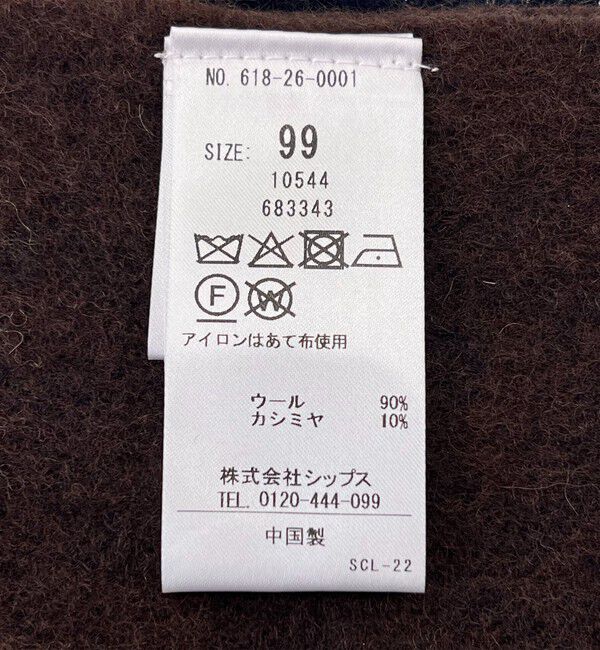 NO. 618-26-0001
SIZE: 99
10544
683343
F W
アイロンはあて布使用
ウール 90%
カシミヤ 10%
株式会社シップス
TEL. 0120-444-099
中国製
SCL-22